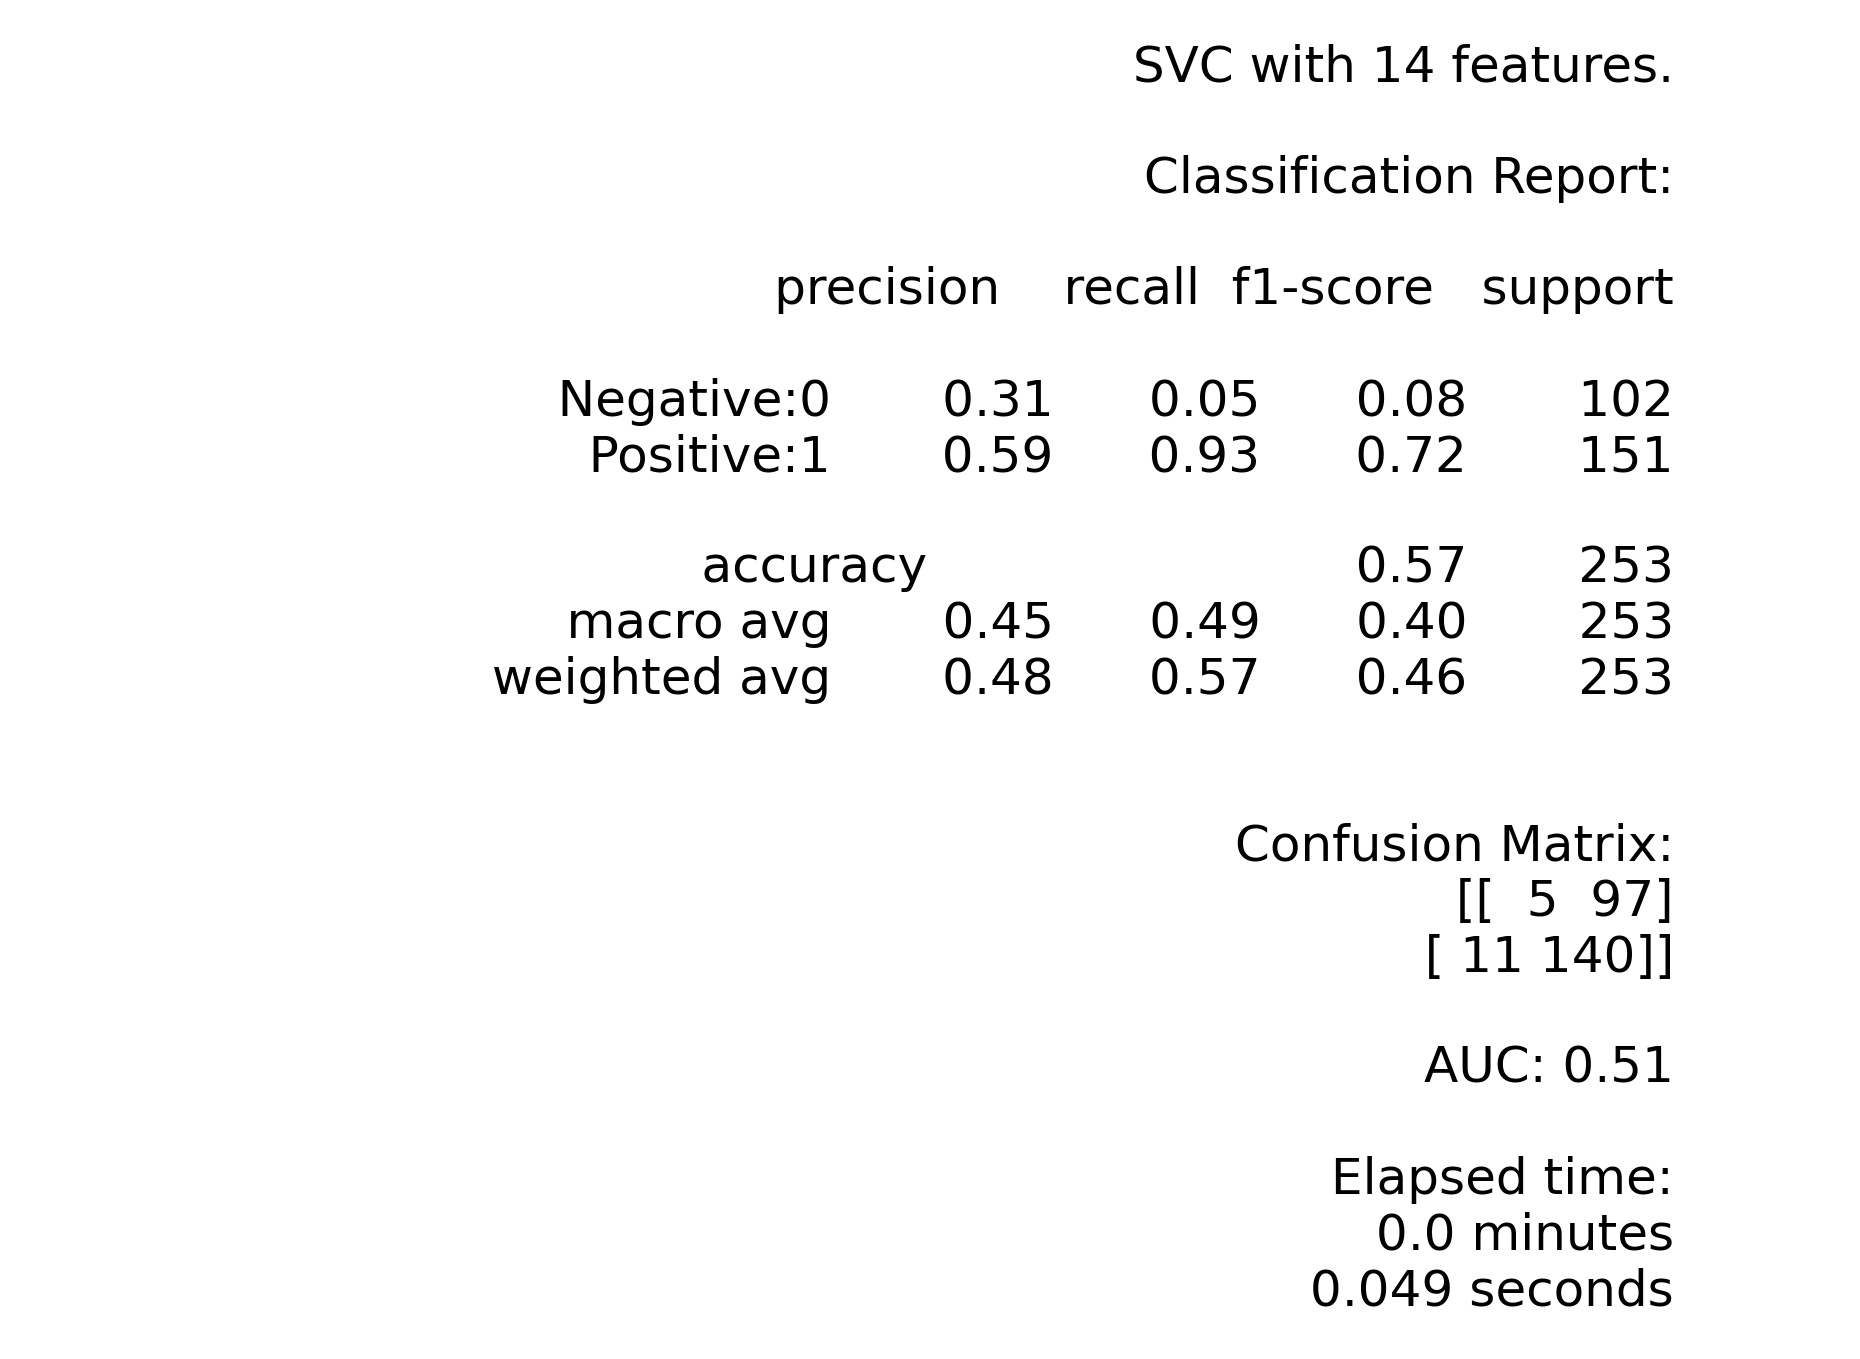 SVC with 14 features.
Classification Report:
precision recall f1-score support
Negative:0 0.31 0.05 0.08 102
Positive:1 0.59 0.93 0.72 151
accuracy 0.57 253
macro avg 0.45 0.49 0.40 253
weighted avg 0.48 0.57 0.46 253
Confusion Matrix:
[[ 5 97]
[ 11 140]]
AUC: 0.51
Elapsed time:
0.0 minutes
0.049 seconds